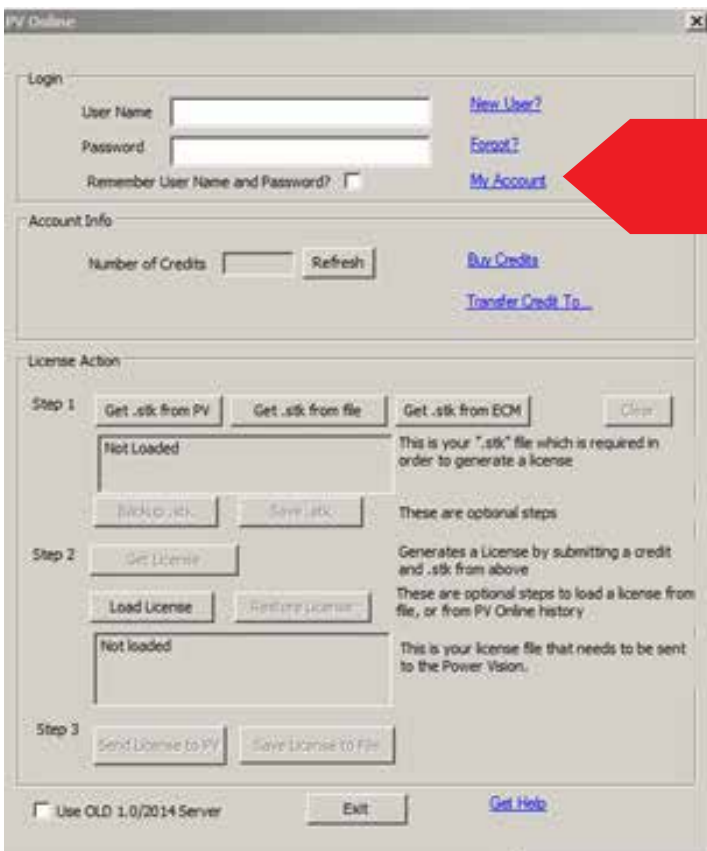 PV Online
Login
User Name
New User?
Password
Forgot?
Remember User Name and Password?
My Account
Account Info
Number of Credits
Refresh
Buy Credits
Transfer Credit To...
License Action
Step 1
Get .stk from PV
Get .stk from file
Get .stk from ECM
Clear
Not Loaded
This is your ".stk" file which is required in
order to generate a license
Backup .stk
Save .stk
These are optional steps
Step 2
Get License
Generates a License by submitting a credit
and .stk from above
Load License
Restore License
These are optional steps to load a license from
file, or from PV Online history
Not loaded
This is your license file that needs to be sent
to the Power Vision.
Step 3
Send License to PV
Save License to File
Use OLD 1.0/2014 Server
Exit
Get Help